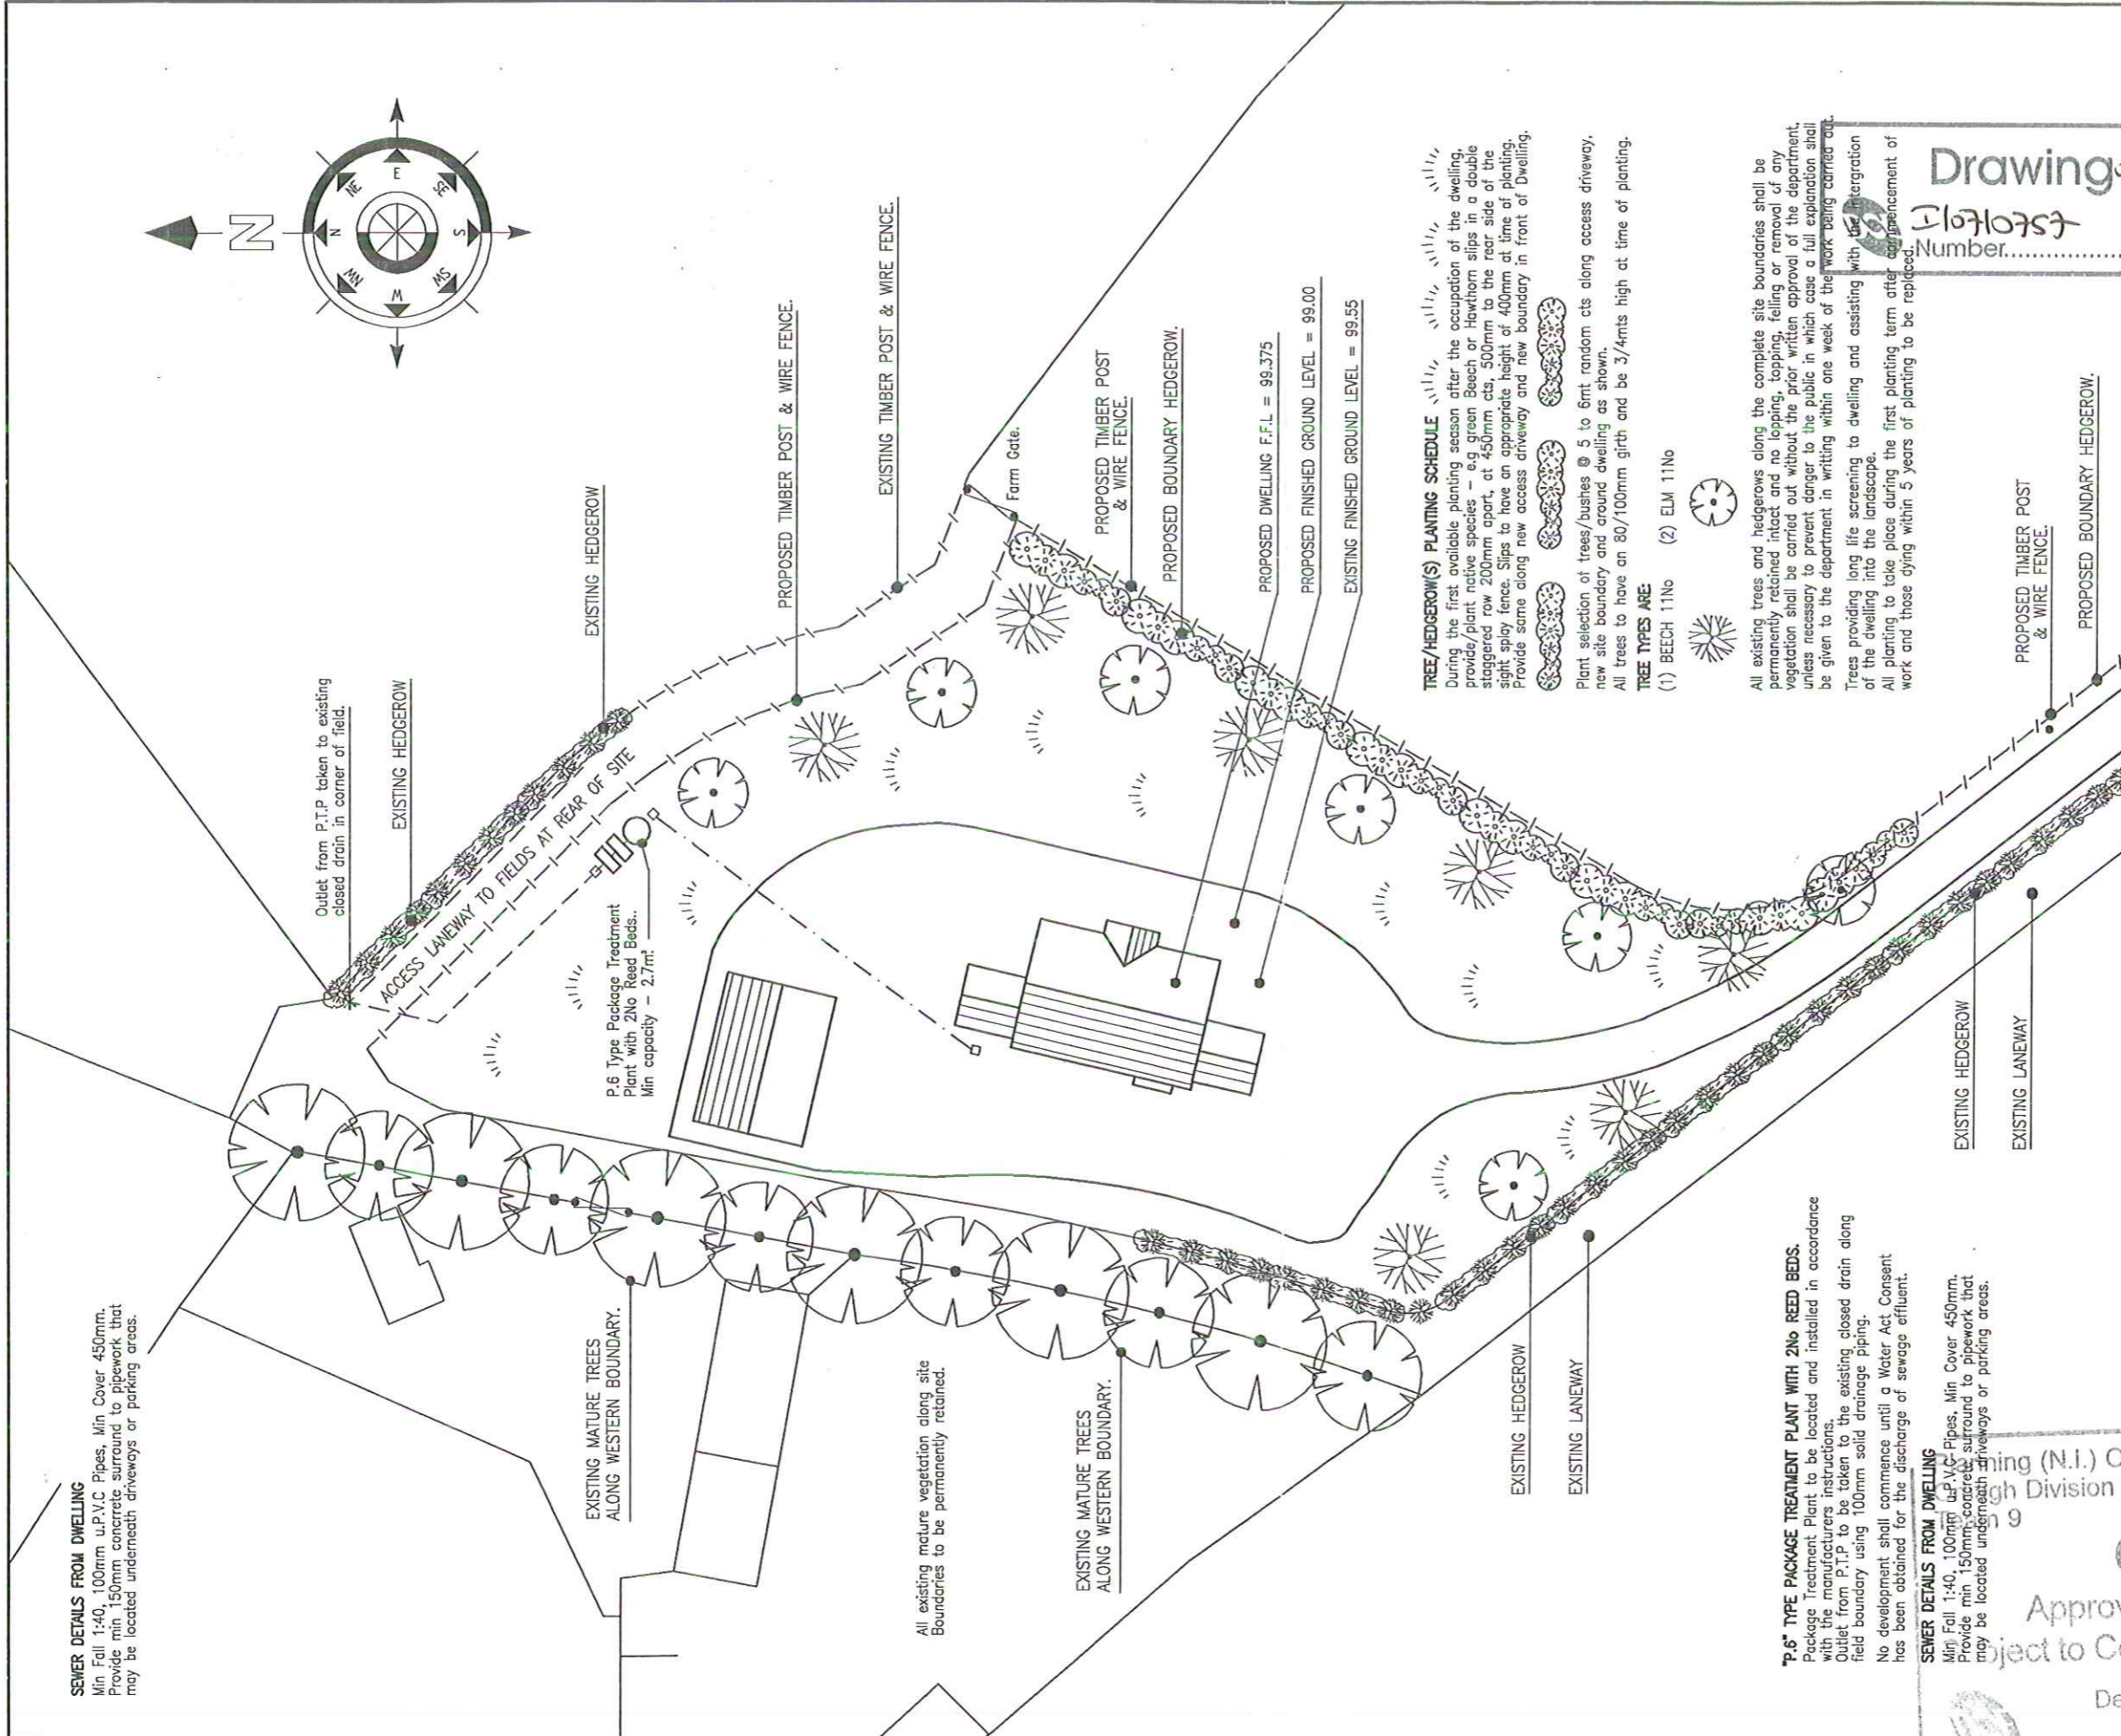 SEWER DETAILS FROM DWELLING
Min Fall 1:40, 100mm u.P.V.C Pipes, Min Cover 450mm.
Provide min 150mm concrete surround to pipework that
may be located underneath driveways or parking areas.
N
N
NE
E
SE
S
SW
W
NW
Outlet from P.T.P taken to existing
closed drain in corner of field.
EXISTING HEDGEROW
EXISTING HEDGEROW
ACCESS LANEWAY TO FIELDS AT REAR OF SITE
PROPOSED TIMBER POST & WIRE FENCE.
EXISTING TIMBER POST & WIRE FENCE.
Farm Gate.
P.6 Type Package Treatment
Plant with 2No Reed Beds..
Min capacity - 2.7m³
EXISTING MATURE TREES
ALONG WESTERN BOUNDARY.
All existing mature vegetation along site
Boundaries to be permanently retained.
EXISTING MATURE TREES
ALONG WESTERN BOUNDARY.
PROPOSED TIMBER POST
& WIRE FENCE.
PROPOSED BOUNDARY HEDGEROW.
PROPOSED DWELLING F.F.L = 99.375
PROPOSED FINISHED GROUND LEVEL = 99.00
EXISTING FINISHED GROUND LEVEL = 99.55
TREE/HEDGEROW(S) PLANTING SCHEDULE
During the first available planting season after the occupation of the dwelling,
provide/plant native species - e.g green Beech or Hawthorn slips in a double
staggered row 200mm apart, at 450mm cts, 500mm to the rear side of the
sight splay fence. Slips to have an appropriate height of 400mm at time of planting.
Provide same along new access driveway and new boundary in front of Dwelling.
Plant selection of trees/bushes @ 5 to 6mt random cts along access driveway,
new site boundary and around dwelling as shown.
All trees to have an 80/100mm girth and be 3/4mts high at time of planting.
TREE TYPES ARE:
(1) BEECH 11No (2) ELM 11No
All existing trees and hedgerows along the complete site boundaries shall be
permanently retained intact and no lopping, topping, felling or removal of any
vegetation shall be carried out without the prior written approval of the department,
unless necessary to prevent danger to the public in which case a full explanation shall
be given to the department in writting within one week of the work being carried out.
Trees providing long life screening to dwelling and assisting with the intergration
of the dwelling into the landscape.
All planting to take place during the first planting term after commencement of
work and those dying within 5 years of planting to be replaced.
Drawing
I/07/0757
Number
EXISTING HEDGEROW
EXISTING LANEWAY
EXISTING HEDGEROW
EXISTING LANEWAY
PROPOSED TIMBER POST
& WIRE FENCE.
PROPOSED BOUNDARY HEDGEROW.
"P.6" TYPE PACKAGE TREATMENT PLANT WITH 2No REED BEDS.
Package Treatment Plant to be located and installed in accordance
with the manufacturers instructions.
Outlet from P.T.P to be taken to the existing closed drain along
field boundary using 100mm solid drainage piping.
No development shall commence until a Water Act Consent
has been obtained for the discharge of sewage effluent.
SEWER DETAILS FROM DWELLING
Min Fall 1:40, 100mm u.P.V.C Pipes, Min Cover 450mm.
Provide min 150mm concrete surround to pipework that
may be located underneath driveways or parking areas.
(N.I.)
Division
9
to